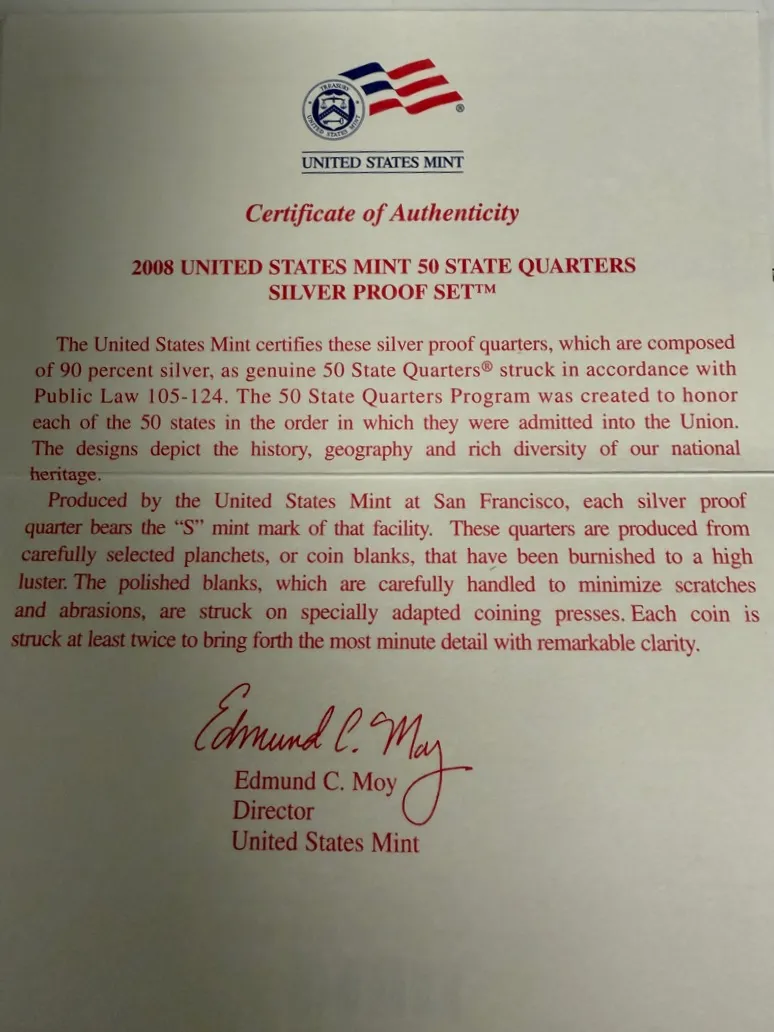 TREASURY
UNITED STATES MINT
®
UNITED STATES MINT
Certificate of Authenticity
2008 UNITED STATES MINT 50 STATE QUARTERS
SILVER PROOF SET™
The United States Mint certifies these silver proof quarters, which are composed
of 90 percent silver, as genuine 50 State Quarters® struck in accordance with
Public Law 105-124. The 50 State Quarters Program was created to honor
each of the 50 states in the order in which they were admitted into the Union.
The designs depict the history, geography and rich diversity of our national
heritage.
Produced by the United States Mint at San Francisco, each silver proof
quarter bears the “S” mint mark of that facility. These quarters are produced from
carefully selected planchets, or coin blanks, that have been burnished to a high
luster. The polished blanks, which are carefully handled to minimize scratches
and abrasions, are struck on specially adapted coining presses. Each coin is
struck at least twice to bring forth the most minute detail with remarkable clarity.
Edmund C. Moy
Edmund C. Moy
Director
United States Mint